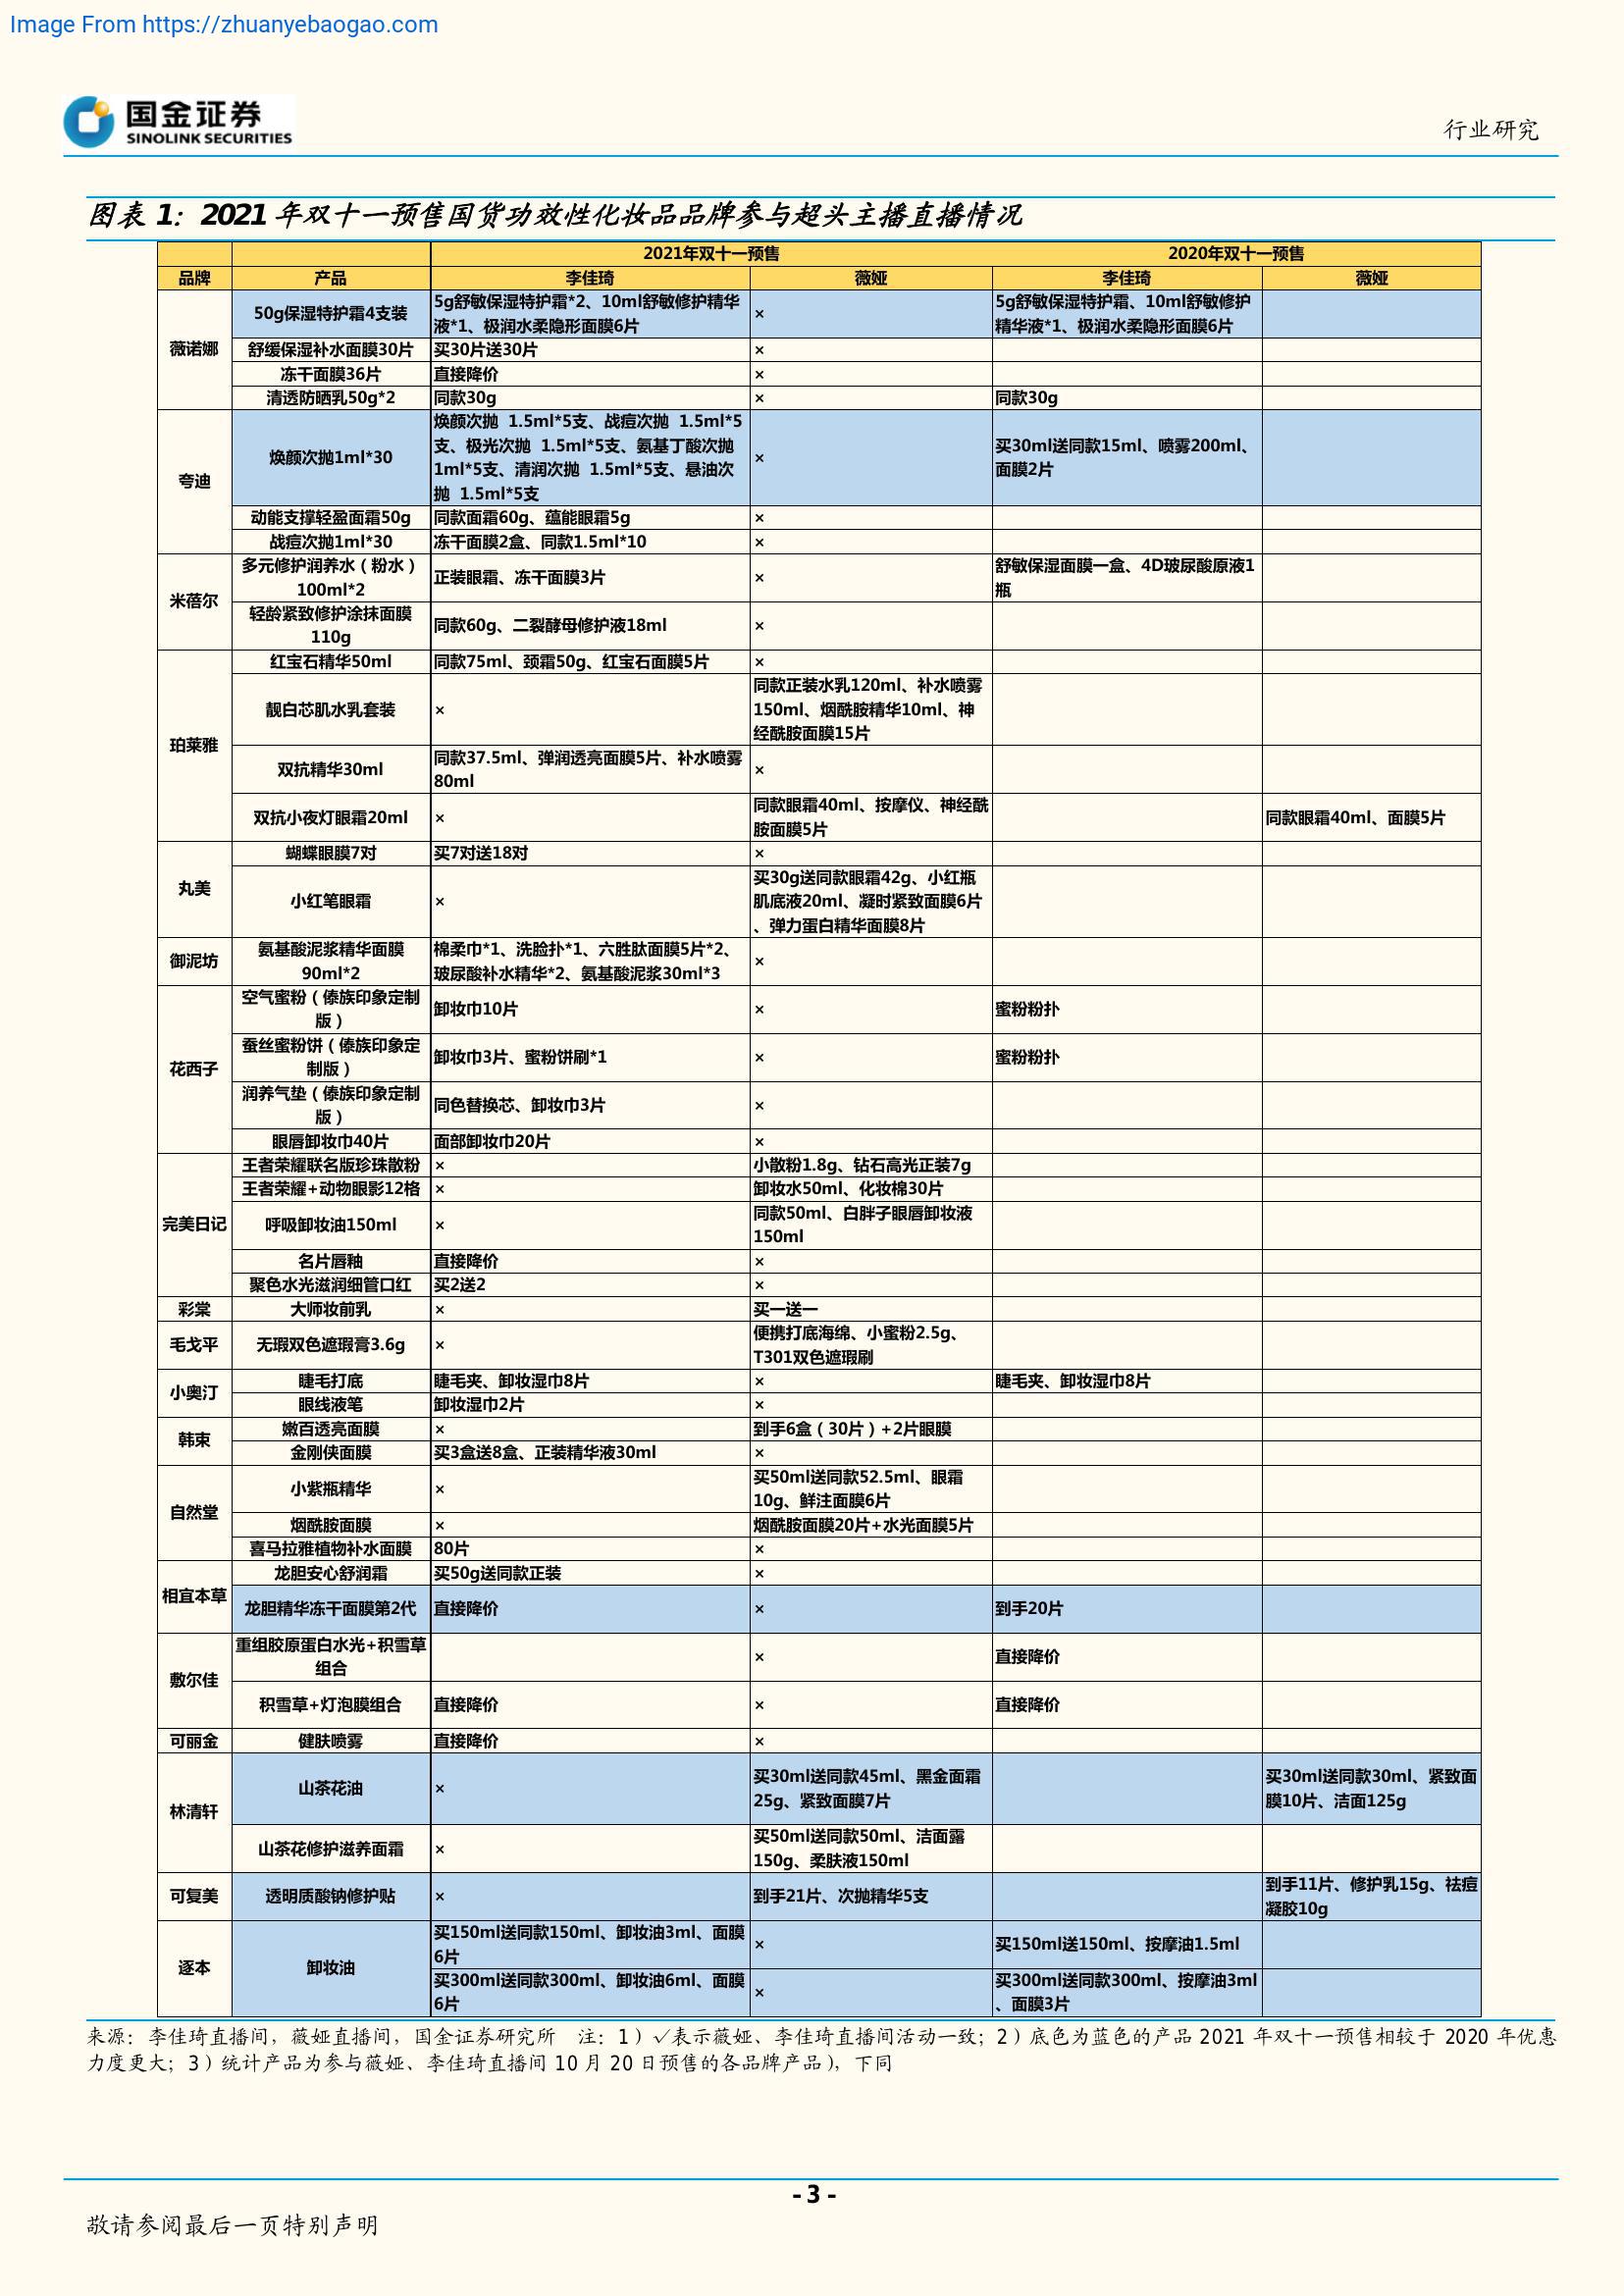 Image From https://zhuanyebaogao.com
国金证券
SINOLINK SECURITIES
行业研究
图表 1：2021 年双十一预售国货功效性化妆品品牌参与超头主播直播情况
2021年双十一预售 2020年双十一预售
品牌 产品 李佳琦 薇娅 李佳琦 薇娅
薇诺娜
50g保湿特护霜4支装
5g舒敏保湿特护霜*2、10ml舒敏修护精华
液*1、极润水柔隐形面膜6片
×
5g舒敏保湿特护霜、10ml舒敏修护
精华液*1、极润水柔隐形面膜6片
舒缓保湿补水面膜30片 买30片送30片 ×
冻干面膜36片 直接降价 ×
清透防晒乳50g*2 同款30g × 同款30g
夸迪
焕颜次抛1ml*30
焕颜次抛 1.5ml*5支、战痘次抛 1.5ml*5
支、极光次抛 1.5ml*5支、氨基丁酸次抛
1ml*5支、清润次抛 1.5ml*5支、悬油次
抛 1.5ml*5支
×
买30ml送同款15ml、喷雾200ml、
面膜2片
动能支撑轻盈面霜50g 同款面霜60g、蕴能眼霜5g ×
战痘次抛1ml*30 冻干面膜2盒、同款1.5ml*10 ×
米蓓尔
多元修护润养水（粉水）
100ml*2
正装眼霜、冻干面膜3片 ×
舒敏保湿面膜一盒、4D玻尿酸原液1
瓶
轻龄紧致修护涂抹面膜
110g
同款60g、二裂酵母修护液18ml ×
珀莱雅
红宝石精华50ml 同款75ml、颈霜50g、红宝石面膜5片 ×
靓白芯肌水乳套装 ×
同款正装水乳120ml、补水喷雾
150ml、烟酰胺精华10ml、神
经酰胺面膜15片
双抗精华30ml
同款37.5ml、弹润透亮面膜5片、补水喷雾
80ml
×
双抗小夜灯眼霜20ml ×
同款眼霜40ml、按摩仪、神经酰
胺面膜5片
同款眼霜40ml、面膜5片
丸美
蝴蝶眼膜7对 买7对送18对 ×
小红笔眼霜 ×
买30g送同款眼霜42g、小红瓶
肌底液20ml、凝时紧致面膜6片
、弹力蛋白精华面膜8片
御泥坊
氨基酸泥浆精华面膜
90ml*2
棉柔巾*1、洗脸扑*1、六胜肽面膜5片*2、
玻尿酸补水精华*2、氨基酸泥浆30ml*3
×
花西子
空气蜜粉（傣族印象定制
版）
卸妆巾10片 × 蜜粉粉扑
蚕丝蜜粉饼（傣族印象定
制版）
卸妆巾3片、蜜粉饼刷*1 × 蜜粉粉扑
润养气垫（傣族印象定制
版）
同色替换芯、卸妆巾3片 ×
眼唇卸妆巾40片 面部卸妆巾20片 ×
完美日记
王者荣耀联名版珍珠散粉 × 小散粉1.8g、钻石高光正装7g
王者荣耀+动物眼影12格 × 卸妆水50ml、化妆棉30片
呼吸卸妆油150ml ×
同款50ml、白胖子眼唇卸妆液
150ml
名片唇釉 直接降价 ×
聚色水光滋润细管口红 买2送2 ×
彩棠 大师妆前乳 × 买一送一
毛戈平 无瑕双色遮瑕膏3.6g ×
便携打底海绵、小蜜粉2.5g、
T301双色遮瑕刷
小奥汀
睫毛打底 睫毛夹、卸妆湿巾8片 × 睫毛夹、卸妆湿巾8片
眼线液笔 卸妆湿巾2片 ×
韩束
嫩百透亮面膜 × 到手6盒（30片）+2片眼膜
金刚侠面膜 买3盒送8盒、正装精华液30ml ×
自然堂
小紫瓶精华 ×
买50ml送同款52.5ml、眼霜
10g、鲜注面膜6片
烟酰胺面膜 × 烟酰胺面膜20片+水光面膜5片
喜马拉雅植物补水面膜 80片 ×
相宜本草
龙胆安心舒润霜 买50g送同款正装 ×
龙胆精华冻干面膜第2代 直接降价 × 到手20片
敷尔佳
重组胶原蛋白水光+积雪草
组合
× 直接降价
积雪草+灯泡膜组合 直接降价 × 直接降价
可丽金 健肤喷雾 直接降价 ×
林清轩
山茶花油 ×
买30ml送同款45ml、黑金面霜
25g、紧致面膜7片
买30ml送同款30ml、紧致面
膜10片、洁面125g
山茶花修护滋养面霜 ×
买50ml送同款50ml、洁面露
150g、柔肤液150ml
可复美 透明质酸钠修护贴 × 到手21片、次抛精华5支
到手11片、修护乳15g、祛痘
凝胶10g
逐本
卸妆油
买150ml送同款150ml、卸妆油3ml、面膜
6片
×
买150ml送150ml、按摩油1.5ml
买300ml送同款300ml、卸妆油6ml、面膜
6片
×
买300ml送同款300ml、按摩油3ml
、面膜3片
来源：李佳琦直播间，薇娅直播间，国金证券研究所 注：1）√表示薇娅、李佳琦直播间活动一致；2）底色为蓝色的产品 2021 年双十一预售相较于 2020 年优惠
力度更大；3）统计产品为参与薇娅、李佳琦直播间 10 月 20 日预售的各品牌产品），下同
- 3 -
敬请参阅最后一页特别声明